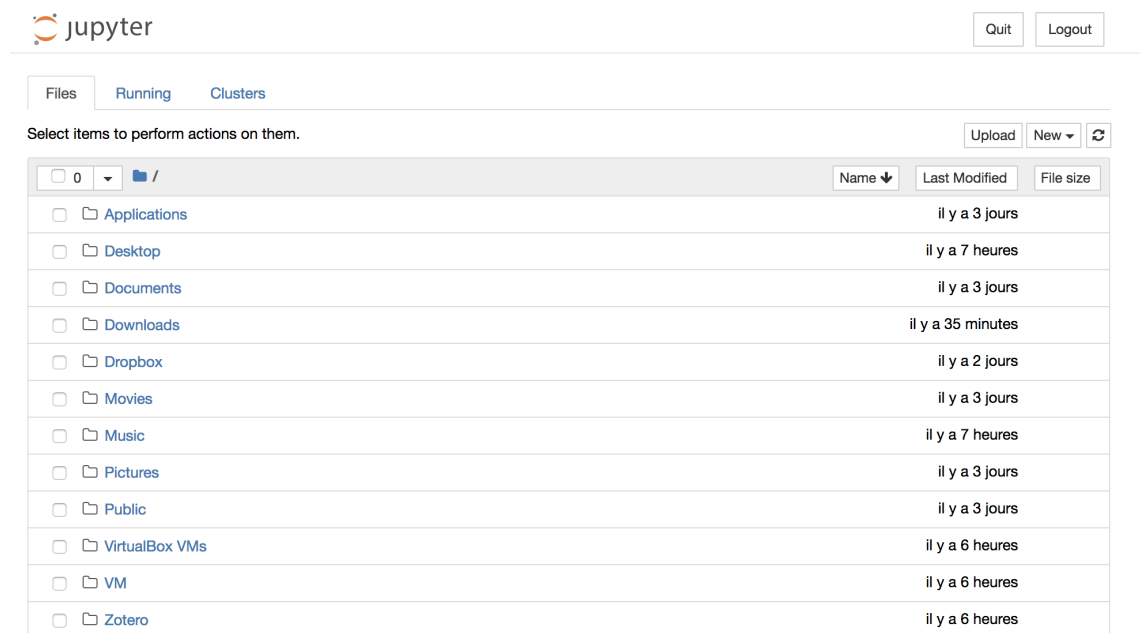 jupyter Quit Logout
Files Running Clusters
Select items to perform actions on them. Upload New
0 / Name Last Modified File size
Applications il y a 3 jours
Desktop il y a 7 heures
Documents il y a 3 jours
Downloads il y a 35 minutes
Dropbox il y a 2 jours
Movies il y a 3 jours
Music il y a 7 heures
Pictures il y a 3 jours
Public il y a 3 jours
VirtualBox VMs il y a 6 heures
VM il y a 6 heures
Zotero il y a 6 heures